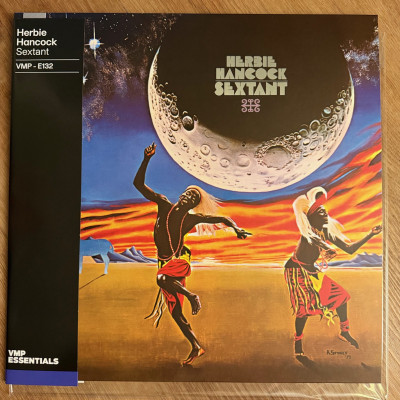 Herbie
Hancock
Sextant
VMP - E132
HERBIE
HANCOCK
SEXTANT
VMP
ESSENTIALS